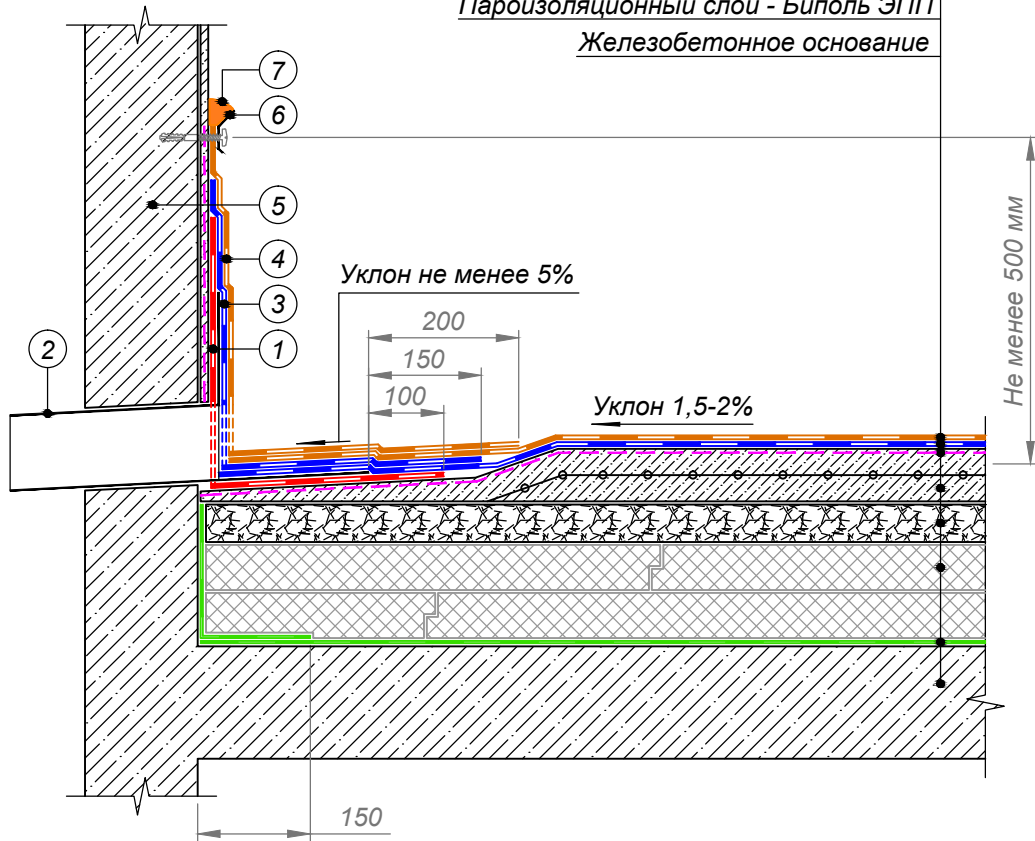 Пароизоляционный слой - Биполь ЭПП
Железобетонное основание
7
6
5
4
3
1
2
Уклон не менее 5%
200
150
100
Уклон 1,5-2%
Не менее 500 мм
150